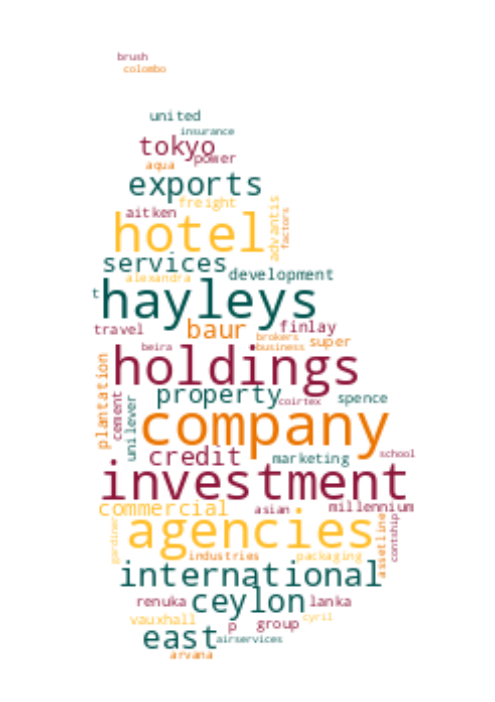 brush
colombo
united
insurance
tokyo
power
aqua
exports
freight
aitken
advantis
factors
hotel
services
development
alexandra
t
hayleys
travel
baur
finlay
brokers
super
beira
business
holdings
plantation
cement
unilever
property
coirtex
spence
company
credit
marketing
school
investment
commercial
asian
millennium
gardiner
agencies
assetline
contship
industries
packaging
international
renuka
ceylon
lanka
vauxhall
p
group
cyril
east
airservices
arvana